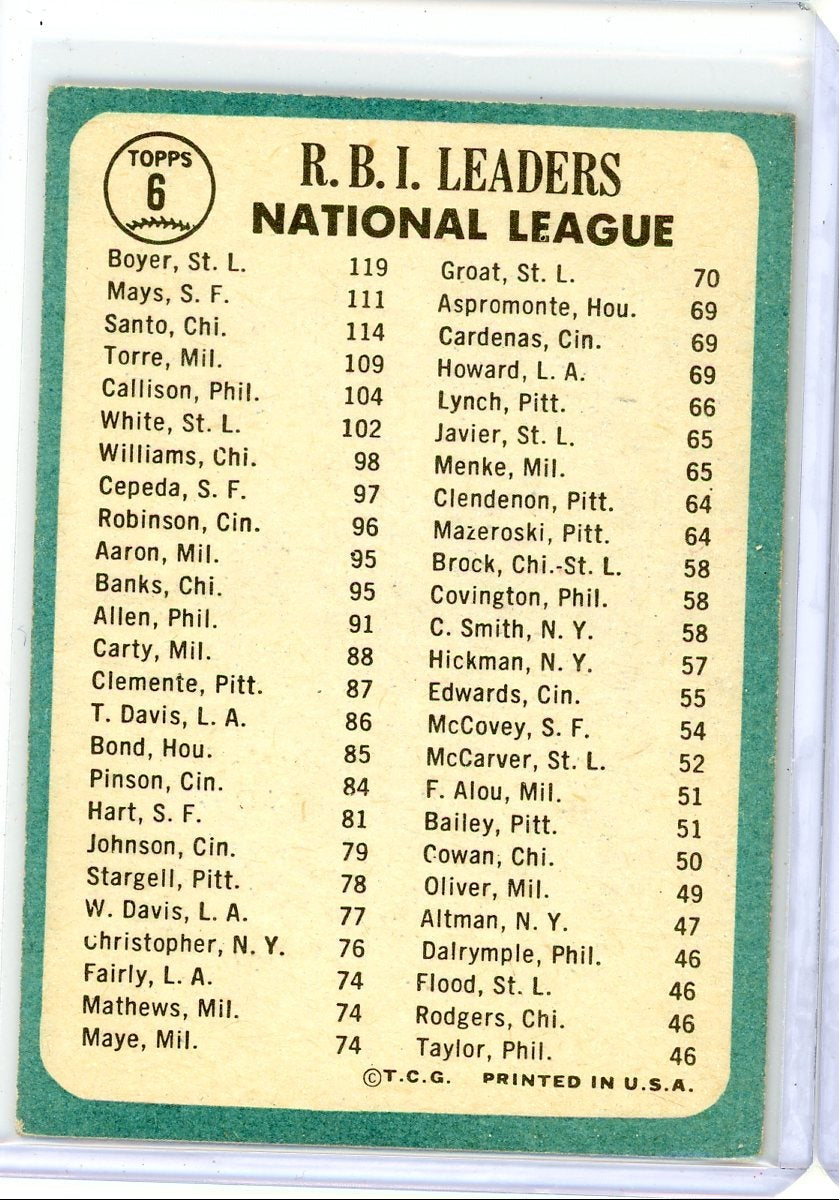 TOPPS
6
R. B. I. LEADERS
NATIONAL LEAGUE
Boyer, St. L. 119
Mays, S. F. 111
Santo, Chi. 114
Torre, Mil. 109
Callison, Phil. 104
White, St. L. 102
Williams, Chi. 98
Cepeda, S. F. 97
Robinson, Cin. 96
Aaron, Mil. 95
Banks, Chi. 95
Allen, Phil. 91
Carty, Mil. 88
Clemente, Pitt. 87
T. Davis, L. A. 86
Bond, Hou. 85
Pinson, Cin. 84
Hart, S. F. 81
Johnson, Cin. 79
Stargell, Pitt. 78
W. Davis, L. A. 77
Christopher, N. Y. 76
Fairly, L. A. 74
Mathews, Mil. 74
Maye, Mil. 74
Groat, St. L. 70
Aspromonte, Hou. 69
Cardenas, Cin. 69
Howard, L. A. 69
Lynch, Pitt. 66
Javier, St. L. 65
Menke, Mil. 65
Clendenon, Pitt. 64
Mazeroski, Pitt. 64
Brock, Chi.-St. L. 58
Covington, Phil. 58
C. Smith, N. Y. 58
Hickman, N. Y. 57
Edwards, Cin. 55
McCovey, S. F. 54
McCarver, St. L. 52
F. Alou, Mil. 51
Bailey, Pitt. 51
Cowan, Chi. 50
Oliver, Mil. 49
Altman, N. Y. 47
Dalrymple, Phil. 46
Flood, St. L. 46
Rodgers, Chi. 46
Taylor, Phil. 46
©T.C.G. PRINTED IN U.S.A.